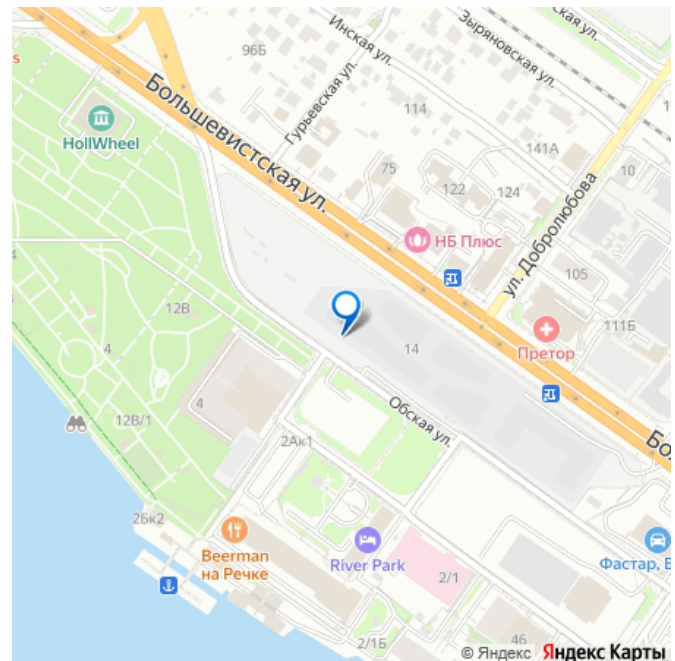 Инская ул.
Зыряновская ул.
96Б
Гурьевская ул.
114
HollWheel
Большевистская ул.
141А
75
122
124
10
НБ Плюс
ул. Добролюбова
105
12В
111Б
Претор
14
4
4
12В/1
Обская ул.
2Ак1
2Бк2
Beerman
на Речке
River Park
Фастар, В
2/1
2/1Б
46
© Яндекс Яндекс Карты